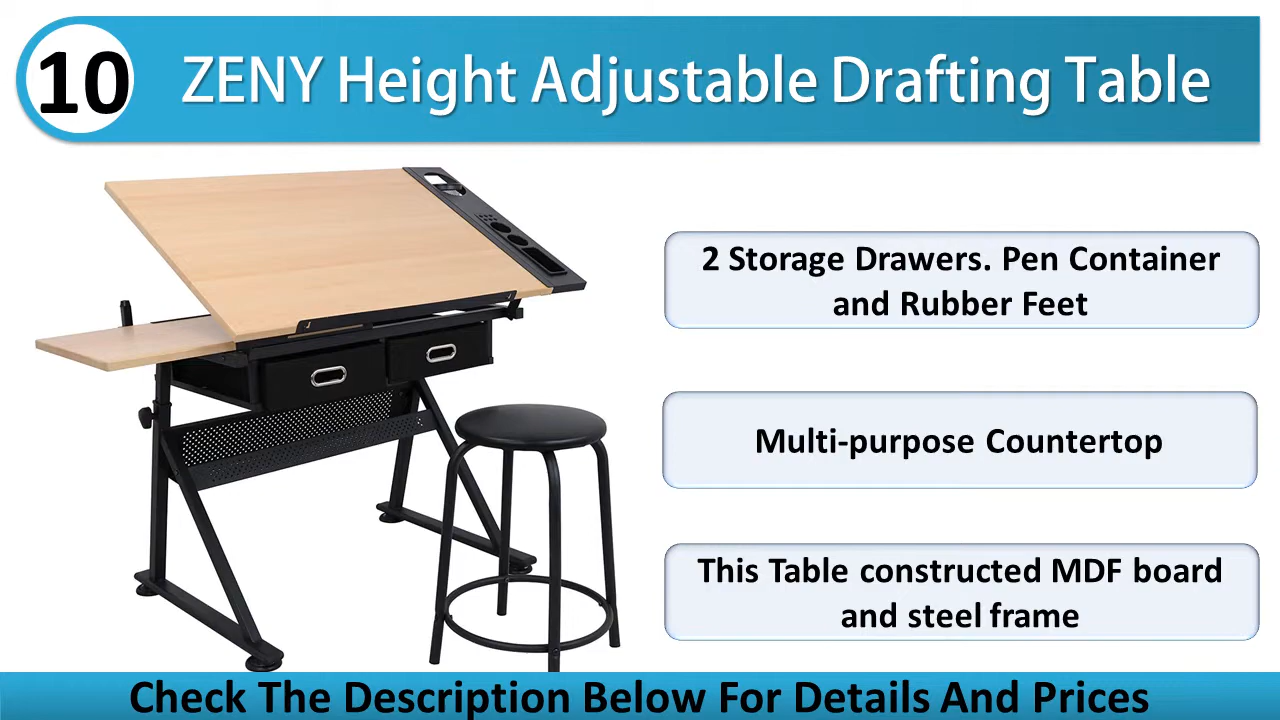 10
ZENY Height Adjustable Drafting Table
2 Storage Drawers. Pen Container
and Rubber Feet
Multi-purpose Countertop
This Table constructed MDF board
and steel frame
Check The Description Below For Details And Prices